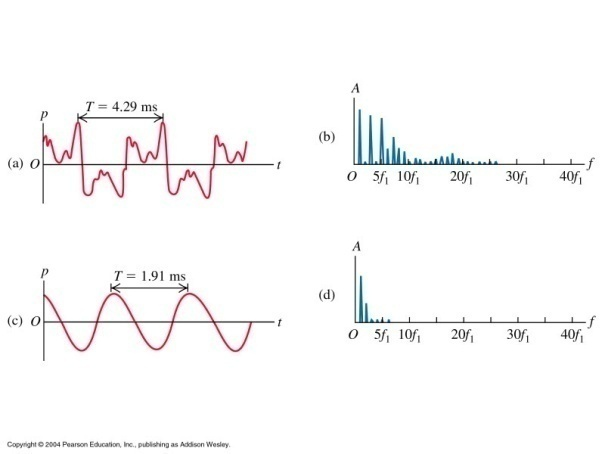 p
T = 4.29 ms
(a) O
t
A
(b)
O 5f₁ 10f₁ 20f₁ 30f₁ 40f₁ f
p
T = 1.91 ms
(c) O
t
A
(d)
O 5f₁ 10f₁ 20f₁ 30f₁ 40f₁ f
Copyright © 2004 Pearson Education, Inc., publishing as Addison Wesley.